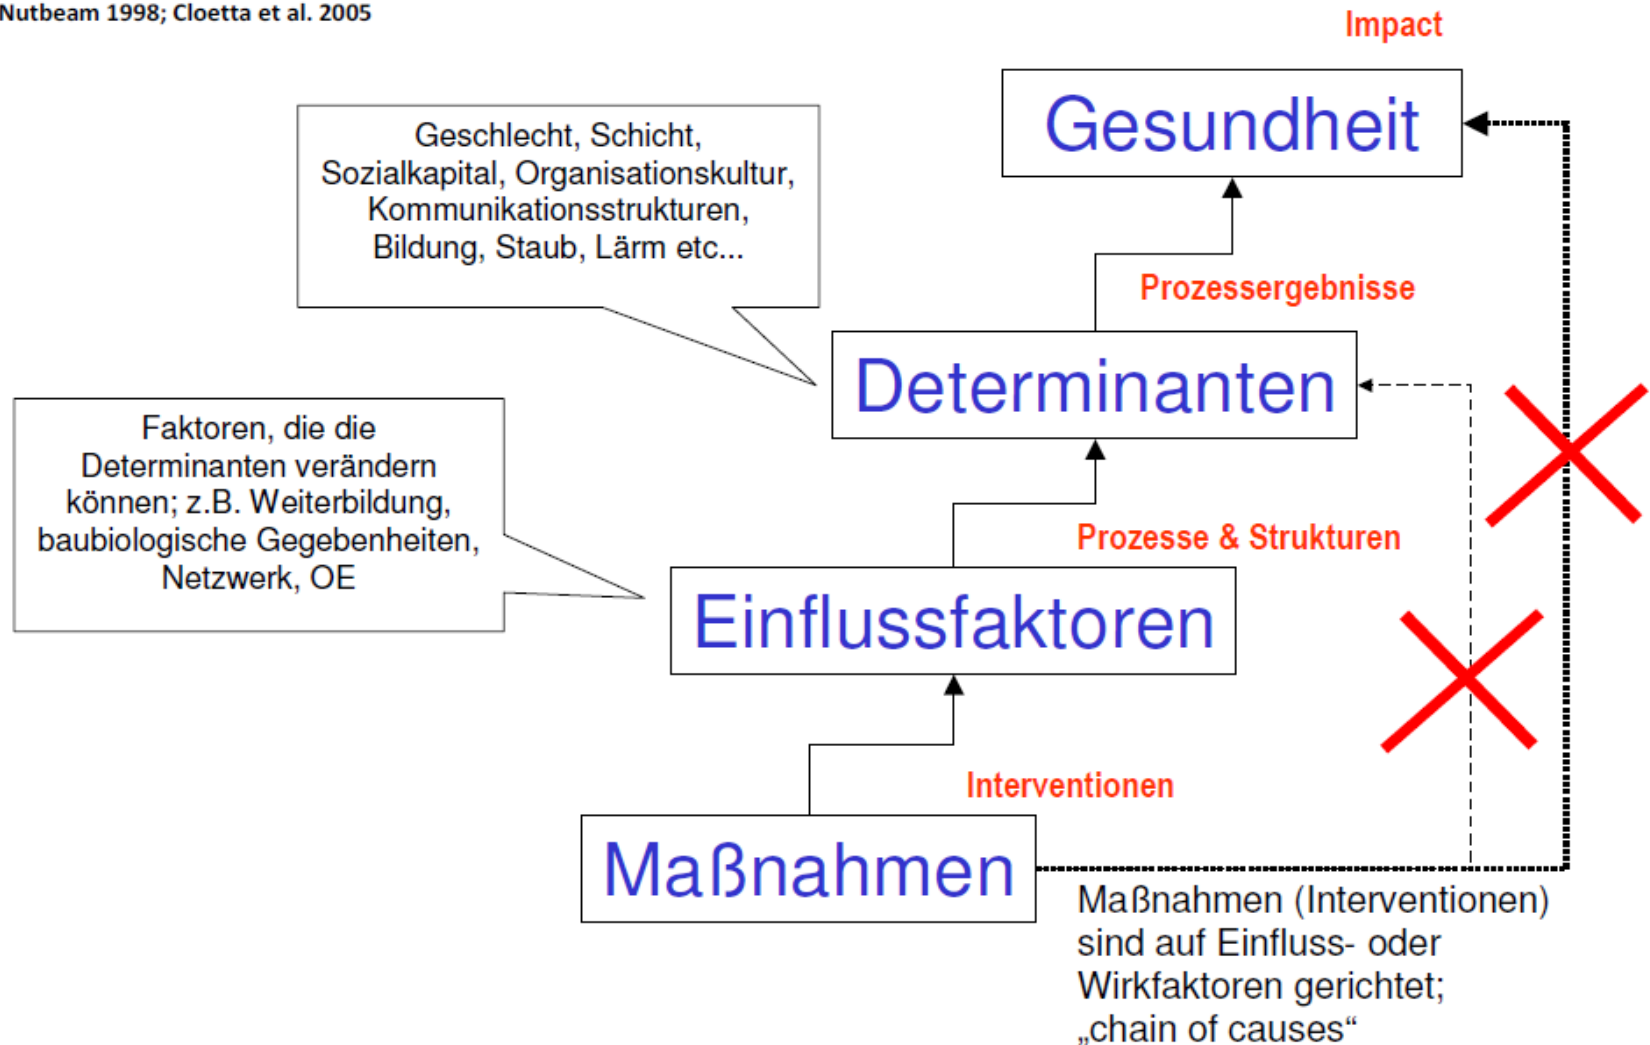 Nutbeam 1998; Cloetta et al. 2005
Impact
Gesundheit
Geschlecht, Schicht,
Sozialkapital, Organisationskultur,
Kommunikationsstrukturen,
Bildung, Staub, Lärm etc...
Prozessergebnisse
Determinanten
Faktoren, die die
Determinanten verändern
können; z.B. Weiterbildung,
baubiologische Gegebenheiten,
Netzwerk, OE
Prozesse & Strukturen
Einflussfaktoren
Interventionen
Maßnahmen
Maßnahmen (Interventionen)
sind auf Einfluss- oder
Wirkfaktoren gerichtet;
„chain of causes“